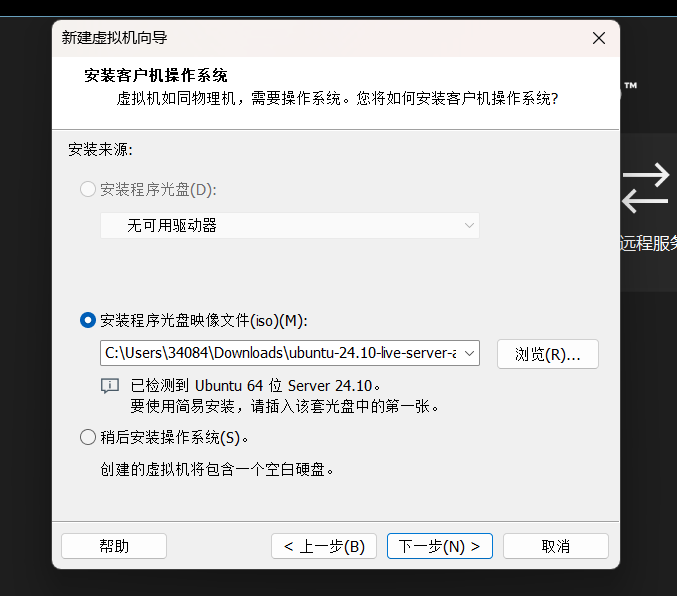 新建虚拟机向导
安装客户机操作系统
虚拟机如同物理机，需要操作系统。您将如何安装客户机操作系统?
™
安装来源:
安装程序光盘(D):
无可用驱动器
远程服务
安装程序光盘映像文件(iso)(M):
C:\Users\34084\Downloads\ubuntu-24.10-live-server-a
浏览(R)...
已检测到 Ubuntu 64 位 Server 24.10。
要使用简易安装，请插入该套光盘中的第一张。
稍后安装操作系统(S)。
创建的虚拟机将包含一个空白硬盘。
帮助
< 上一步(B)
下一步(N) >
取消